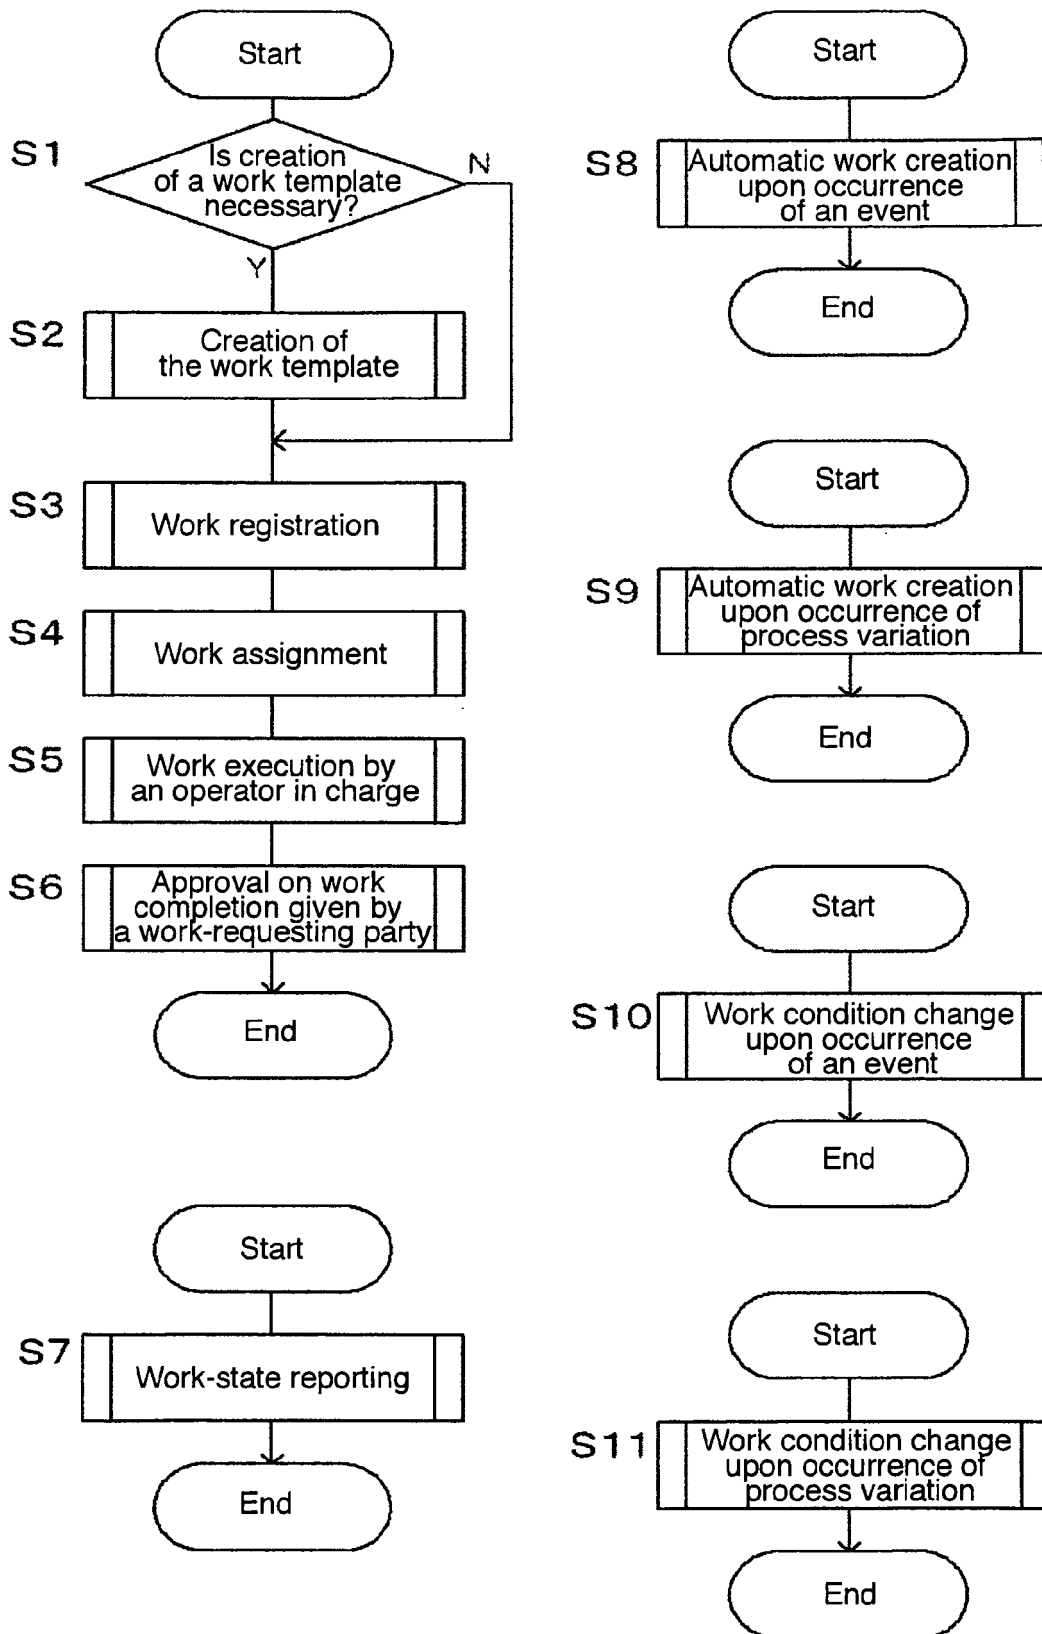 Start
S1
Is creation
of a work template
necessary?
N
Y
S2
Creation of
the work template
S3
Work registration
S4
Work assignment
S5
Work execution by
an operator in charge
S6
Approval on work
completion given by
a work-requesting party
End
Start
S7
Work-state reporting
End
Start
S8
Automatic work creation
upon occurrence
of an event
End
Start
S9
Automatic work creation
upon occurrence of
process variation
End
Start
S10
Work condition change
upon occurrence
of an event
End
Start
S11
Work condition change
upon occurrence of
process variation
End